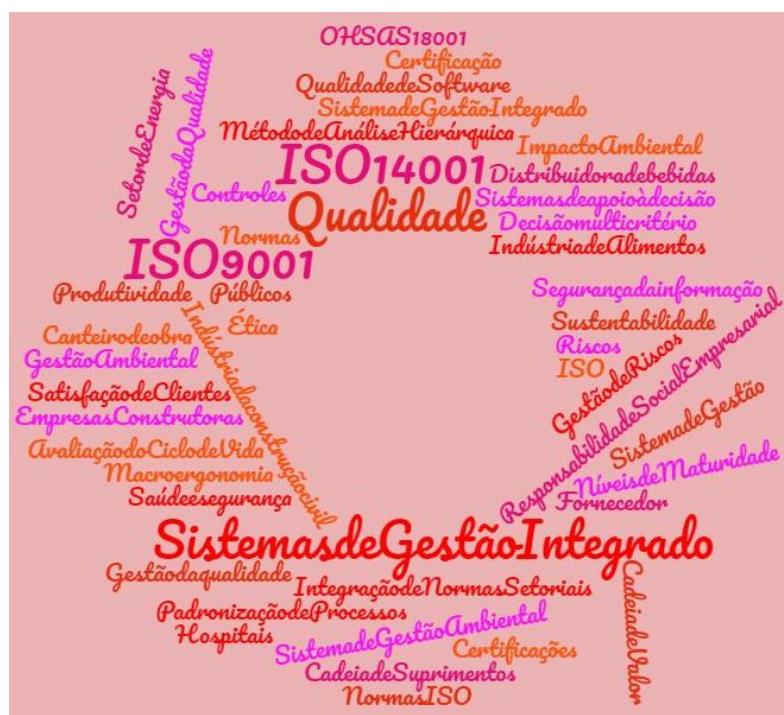 OHSAS18001
Certificação
QualidadedeSoftware
SistemadeGestãoIntegrado
MétododeAnáliseHierárquica
SetordeEnergia
GestãodaQualidade
ImpactoAmbiental
ISO14001
Distribuidoradebebidas
Controles
Qualidade
Sistemasdeapoioàdecisão
Decisãomulticritério
Normas
IndústriadeAlimentos
ISO9001
Produtividade
Públicos
Segurançadainformação
Ética
Sustentabilidade
Canteirodeobra
Industriadaconstruçãocivil
Riscos
GestãoAmbiental
ISO
GestãodeRiscos
ResponsabilidadeSocialEmpresarial
SatisfaçãodeClientes
EmpresasConstrutoras
SistemadeGestão
AvaliaçãodoCiclodeVida
Macroergonomia
NíveisdeMaturidade
Saúdeesegurança
Fornecedor
SistemasdeGestãoIntegrado
Gestãodaqualidade
IntegraçãodeNormasSetoriais
CadeiadeValor
PadronizaçãodeProcessos
Hospitais
SistemadeGestãoAmbiental
Certificações
CadeiadeSuprimentos
NormasISO